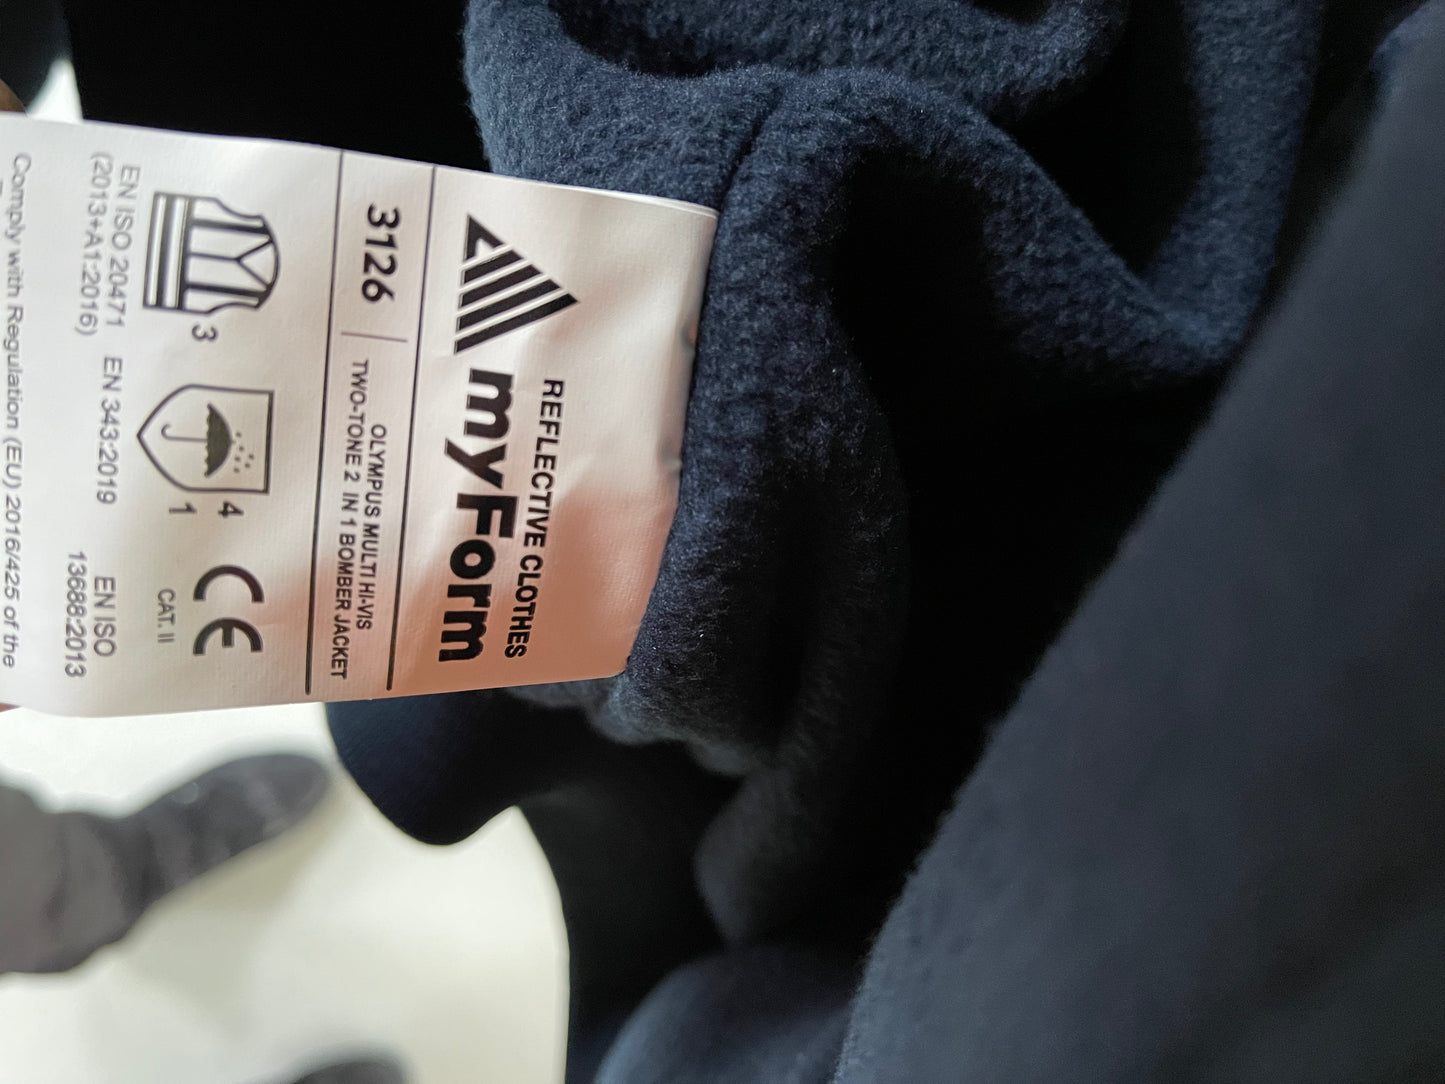 REFLECTIVE CLOTHES
myForm
3126
OLYMPUS MULTI HI-VIS
TWO-TONE 2 IN 1 BOMBER JACKET
3
4
1
CE
CAT. II
EN ISO 20471
(2013+A1:2016)
EN 343:2019
EN ISO
13688:2013
Comply with Regulation (EU) 2016/425 of the